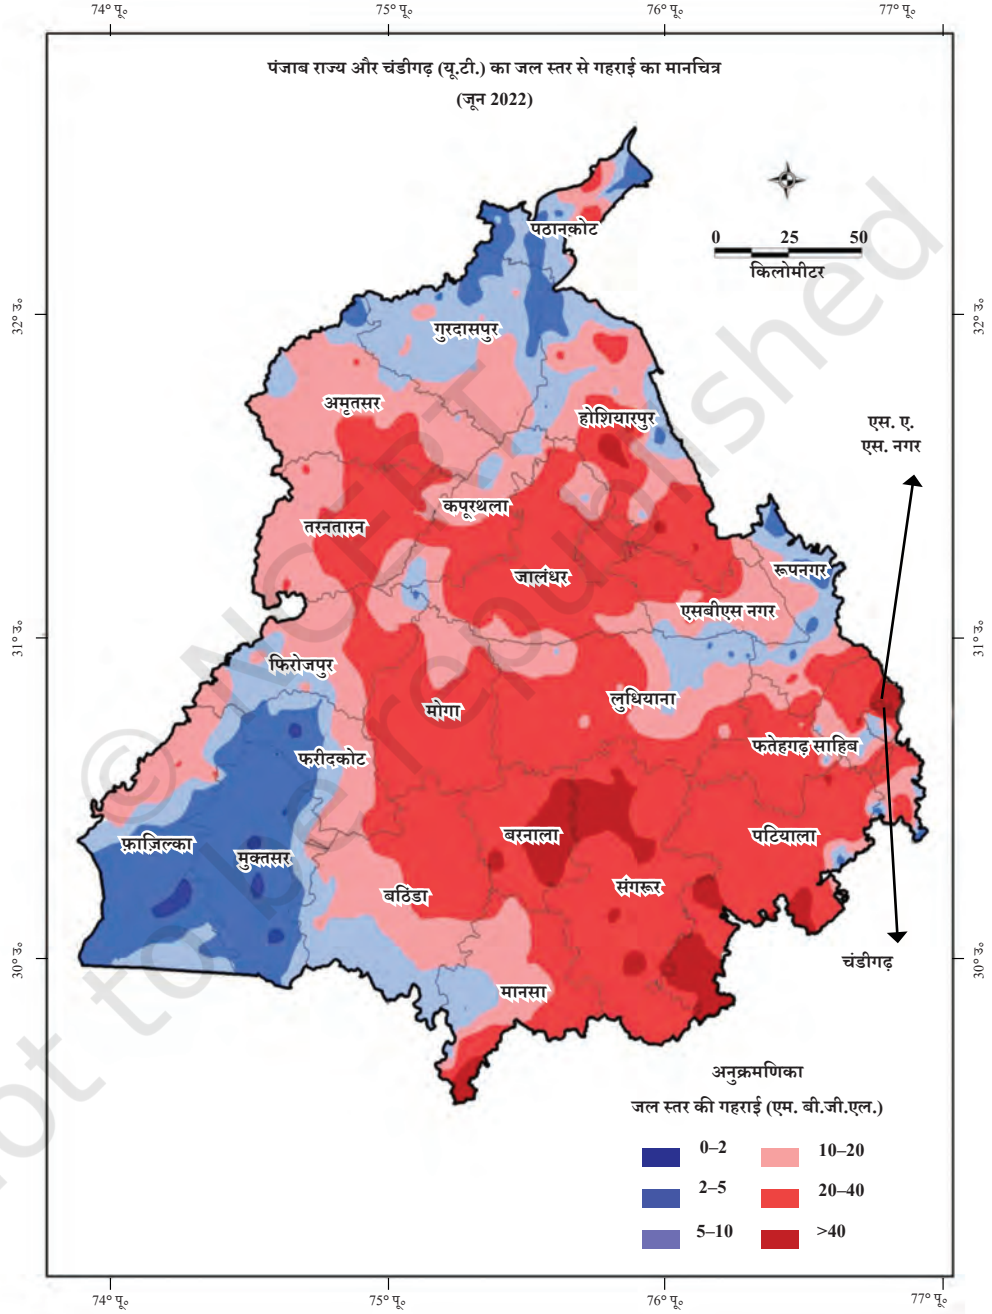 74° पू॰ 75° पू॰ 76° पू॰ 77° पू॰
पंजाब राज्य और चंडीगढ़ (यू.टी.) का जल स्तर से गहराई का मानचित्र
(जून 2022)
पठानकोट
0 25 50
किलोमीटर
32° उ॰ 32° उ॰
गुरदासपुर
अमृतसर
होशियारपुर
एस. ए.
एस. नगर
कपूरथला
तरनतारन
जालंधर
रूपनगर
एसबीएस नगर
31° उ॰ 31° उ॰
फिरोजपुर
लुधियाना
मोगा
फतेहगढ़ साहिब
फरीदकोट
बरनाला
पटियाला
फ़ाज़िल्का
मुक्तसर
संगरूर
बठिंडा
30° उ॰ 30° उ॰
चंडीगढ़
मानसा
अनुक्रमणिका
जल स्तर की गहराई (एम. बी.जी.एल.)
0–2 10–20
2–5 20–40
5–10 >40
74° पू॰ 75° पू॰ 76° पू॰ 77° पू॰
© NCERT
not to be republished